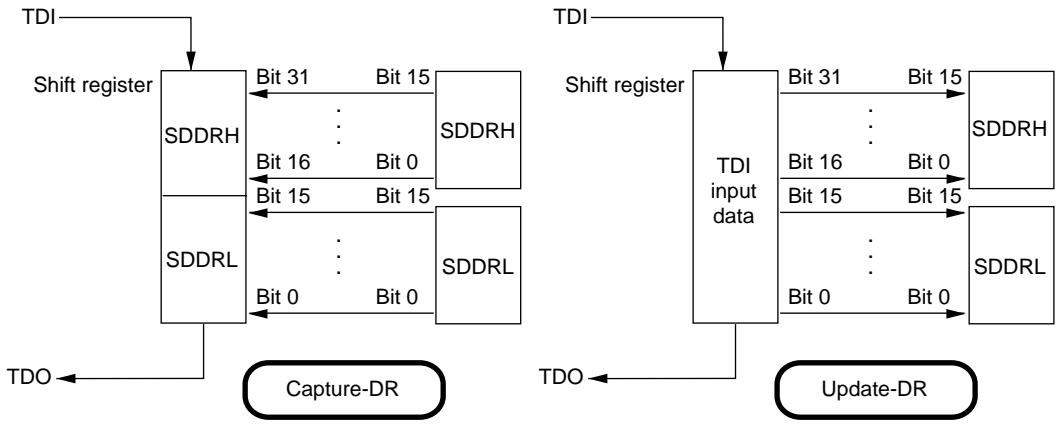 TDI
Shift register
SDDRH
SDDRL
Bit 31 Bit 15
.
.
.
Bit 16 Bit 0
Bit 15 Bit 15
.
.
.
Bit 0 Bit 0
SDDRH
SDDRL
TDO
Capture-DR
TDI
Shift register
TDI
input
data
Bit 31 Bit 15
.
.
.
Bit 16 Bit 0
Bit 15 Bit 15
.
.
.
Bit 0 Bit 0
SDDRH
SDDRL
TDO
Update-DR